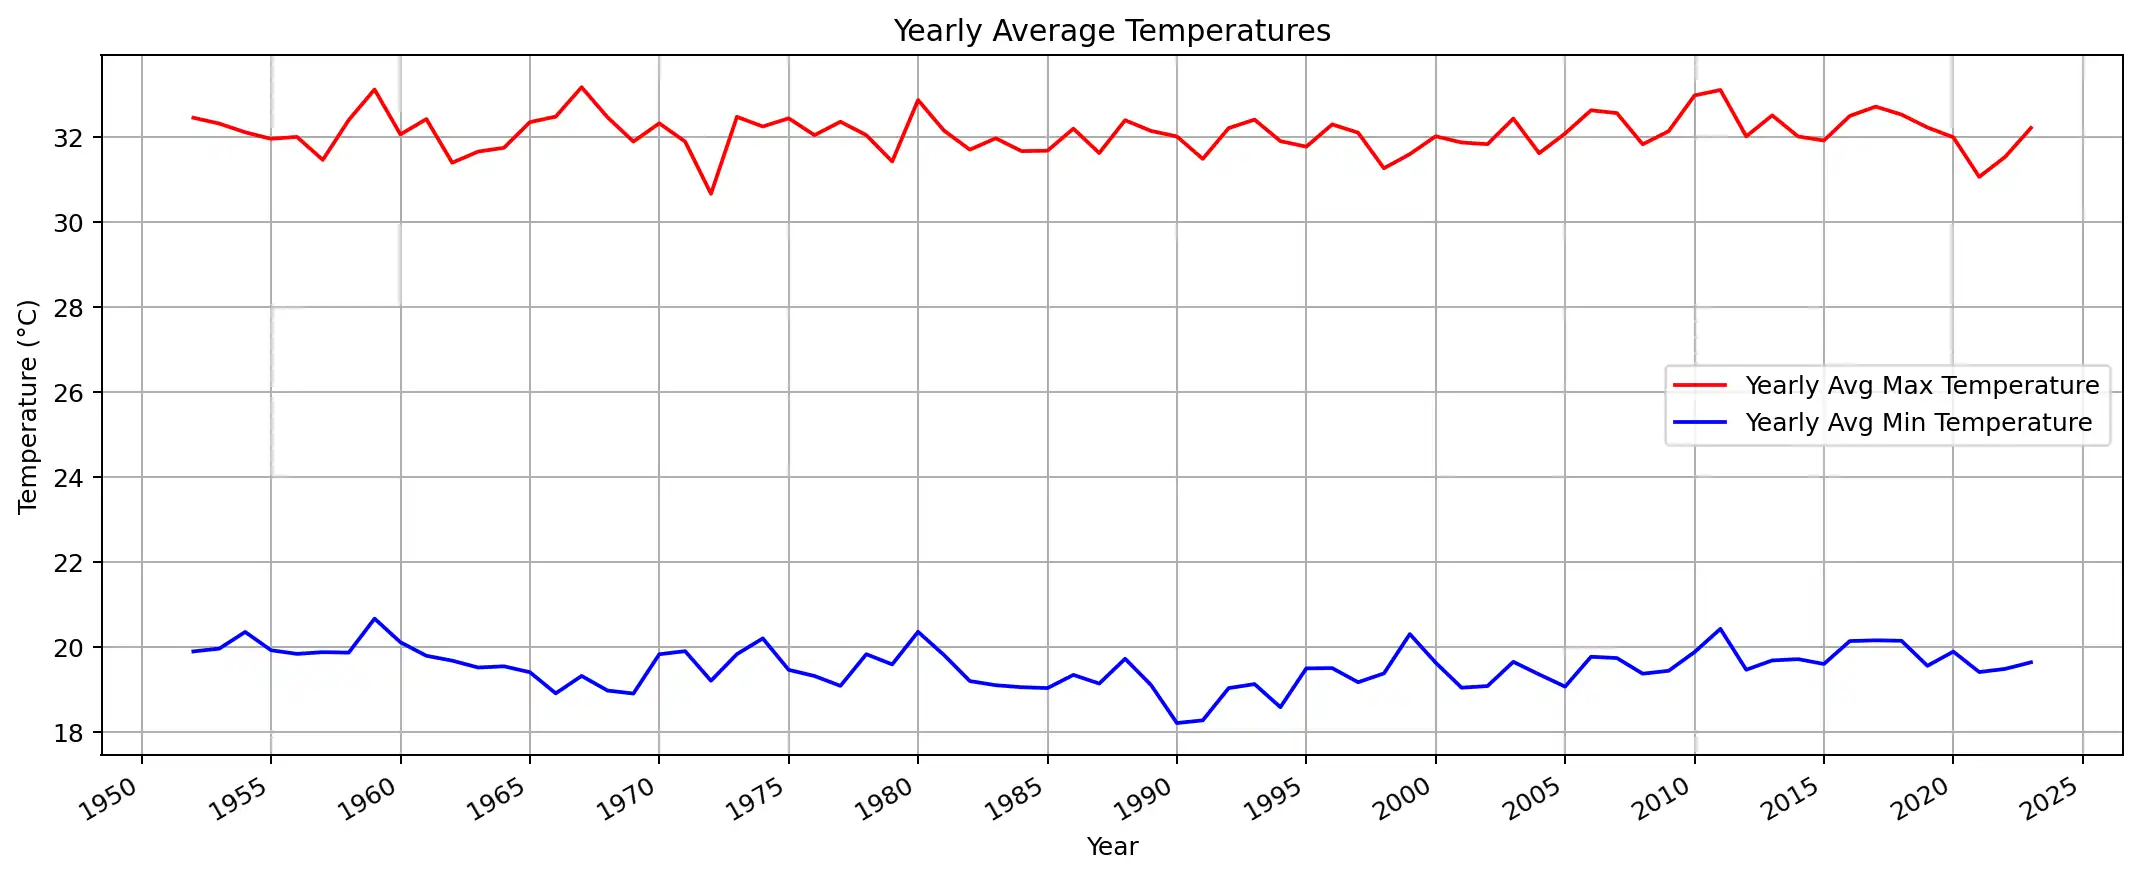 Yearly Average Temperatures
Temperature (°C)
32
30
28
26
24
22
20
18
Yearly Avg Max Temperature
Yearly Avg Min Temperature
1950 1955 1960 1965 1970 1975 1980 1985 1990 1995 2000 2005 2010 2015 2020 2025
Year